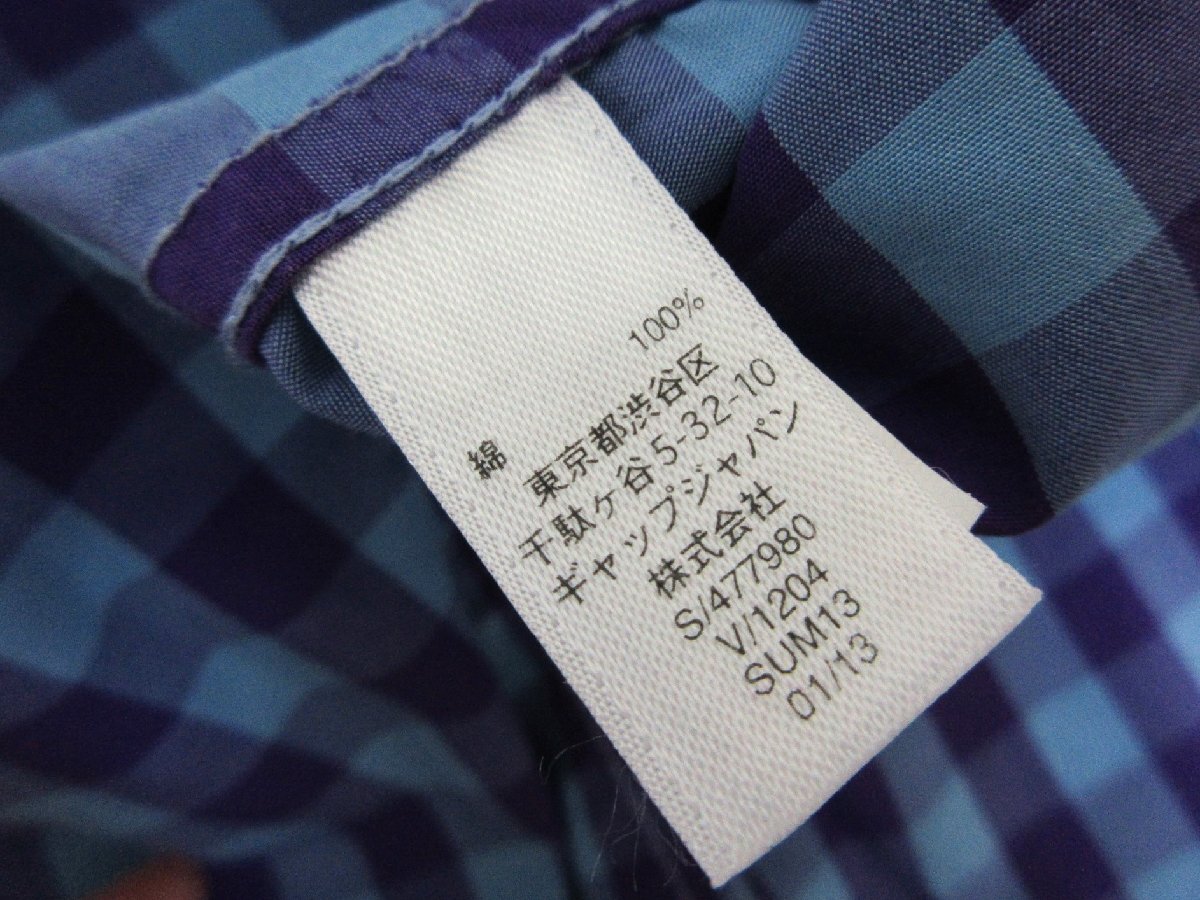 綿 100%
東京都渋谷区
千駄ヶ谷5-32-10
ギャップジャパン
株式会社
S/477980
V/1204
SUM13
01/13